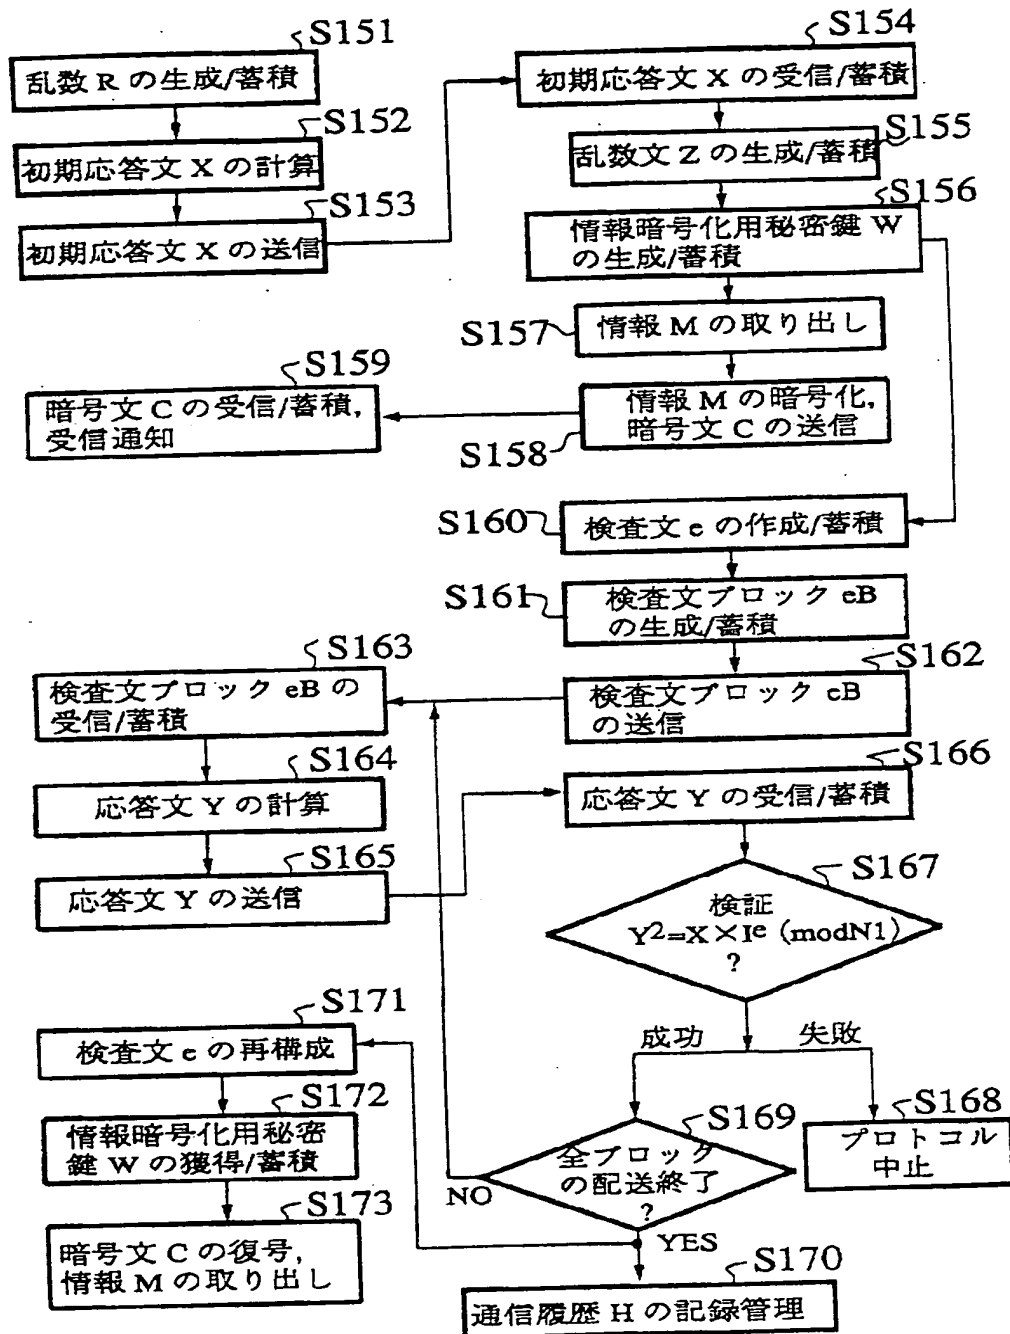 S151
乱数 R の生成/蓄積
S152
初期応答文 X の計算
S153
初期応答文 X の送信
S154
初期応答文 X の受信/蓄積
S155
乱数文 Z の生成/蓄積
S156
情報暗号化用秘密鍵 W
の生成/蓄積
S157
情報 M の取り出し
S158
情報 M の暗号化,
暗号文 C の送信
S159
暗号文 C の受信/蓄積,
受信通知
S160
検査文 e の作成/蓄積
S161
検査文ブロック eB
の生成/蓄積
S162
検査文ブロック eB
の送信
S163
検査文ブロック eB の
受信/蓄積
S164
応答文 Y の計算
S165
応答文 Y の送信
S166
応答文 Y の受信/蓄積
S167
検証
Y²=X×Iᵉ (modN1)
?
成功
失敗
S168
プロトコル
中止
S169
全ブロック
の配送終了
?
NO
YES
S170
通信履歴 H の記録管理
S171
検査文 e の再構成
S172
情報暗号化用秘密
鍵 W の獲得/蓄積
S173
暗号文 C の復号,
情報 M の取り出し